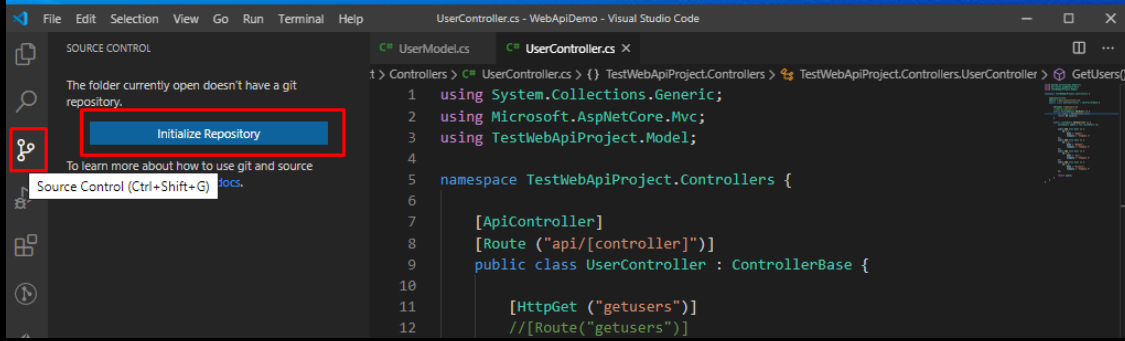 File Edit Selection View Go Run Terminal Help UserController.cs - WebApiDemo - Visual Studio Code
SOURCE CONTROL
The folder currently open doesn't have a git
repository.
Initialize Repository
To learn more about how to use git and source
docs.
Source Control (Ctrl+Shift+G)
C# UserModel.cs C# UserController.cs
t > Controllers > C# UserController.cs > {} TestWebApiProject.Controllers > TestWebApiProject.Controllers.UserController > GetUsers()
1 using System.Collections.Generic;
2 using Microsoft.AspNetCore.Mvc;
3 using TestWebApiProject.Model;
4
5 namespace TestWebApiProject.Controllers {
6
7 [ApiController]
8 [Route ("api/[controller]")]
9 public class UserController : ControllerBase {
10
11 [HttpGet ("getusers")]
12 //[Route("getusers")]